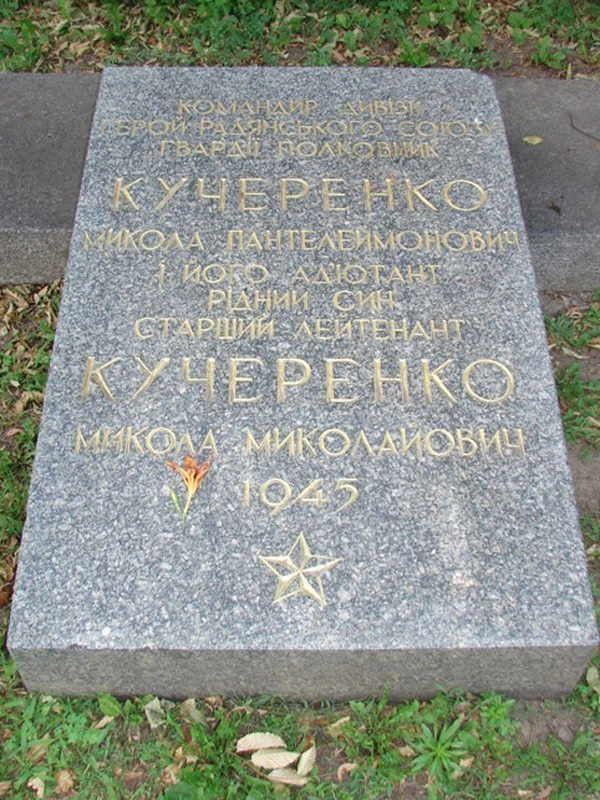 КОМАНДИР ДИВІЗІЇ
ГЕРОЙ РАДЯНСЬКОГО СОЮЗУ
ГВАРДІЇ ПОЛКОВНИК
КУЧЕРЕНКО
МИКОЛА ПАНТЕЛЕЙМОНОВИЧ
І ЙОГО АД'ЮТАНТ
РІДНИЙ СИН
СТАРШИЙ ЛЕЙТЕНАНТ
КУЧЕРЕНКО
МИКОЛА МИКОЛАЙОВИЧ
1945